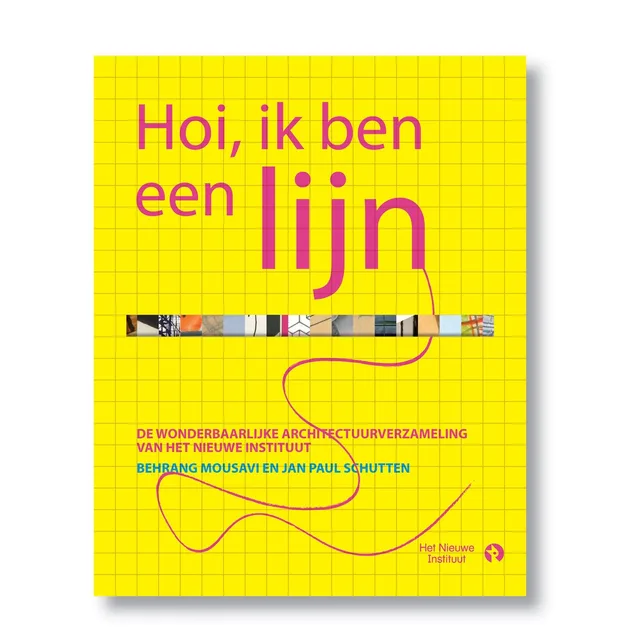 Hoi, ik ben
een lijn
DE WONDERBAARLIJKE ARCHITECTUURVERZAMELING
VAN HET NIEUWE INSTITUUT
BEHRANG MOUSAVI EN JAN PAUL SCHUTTEN
Het Nieuwe
Instituut